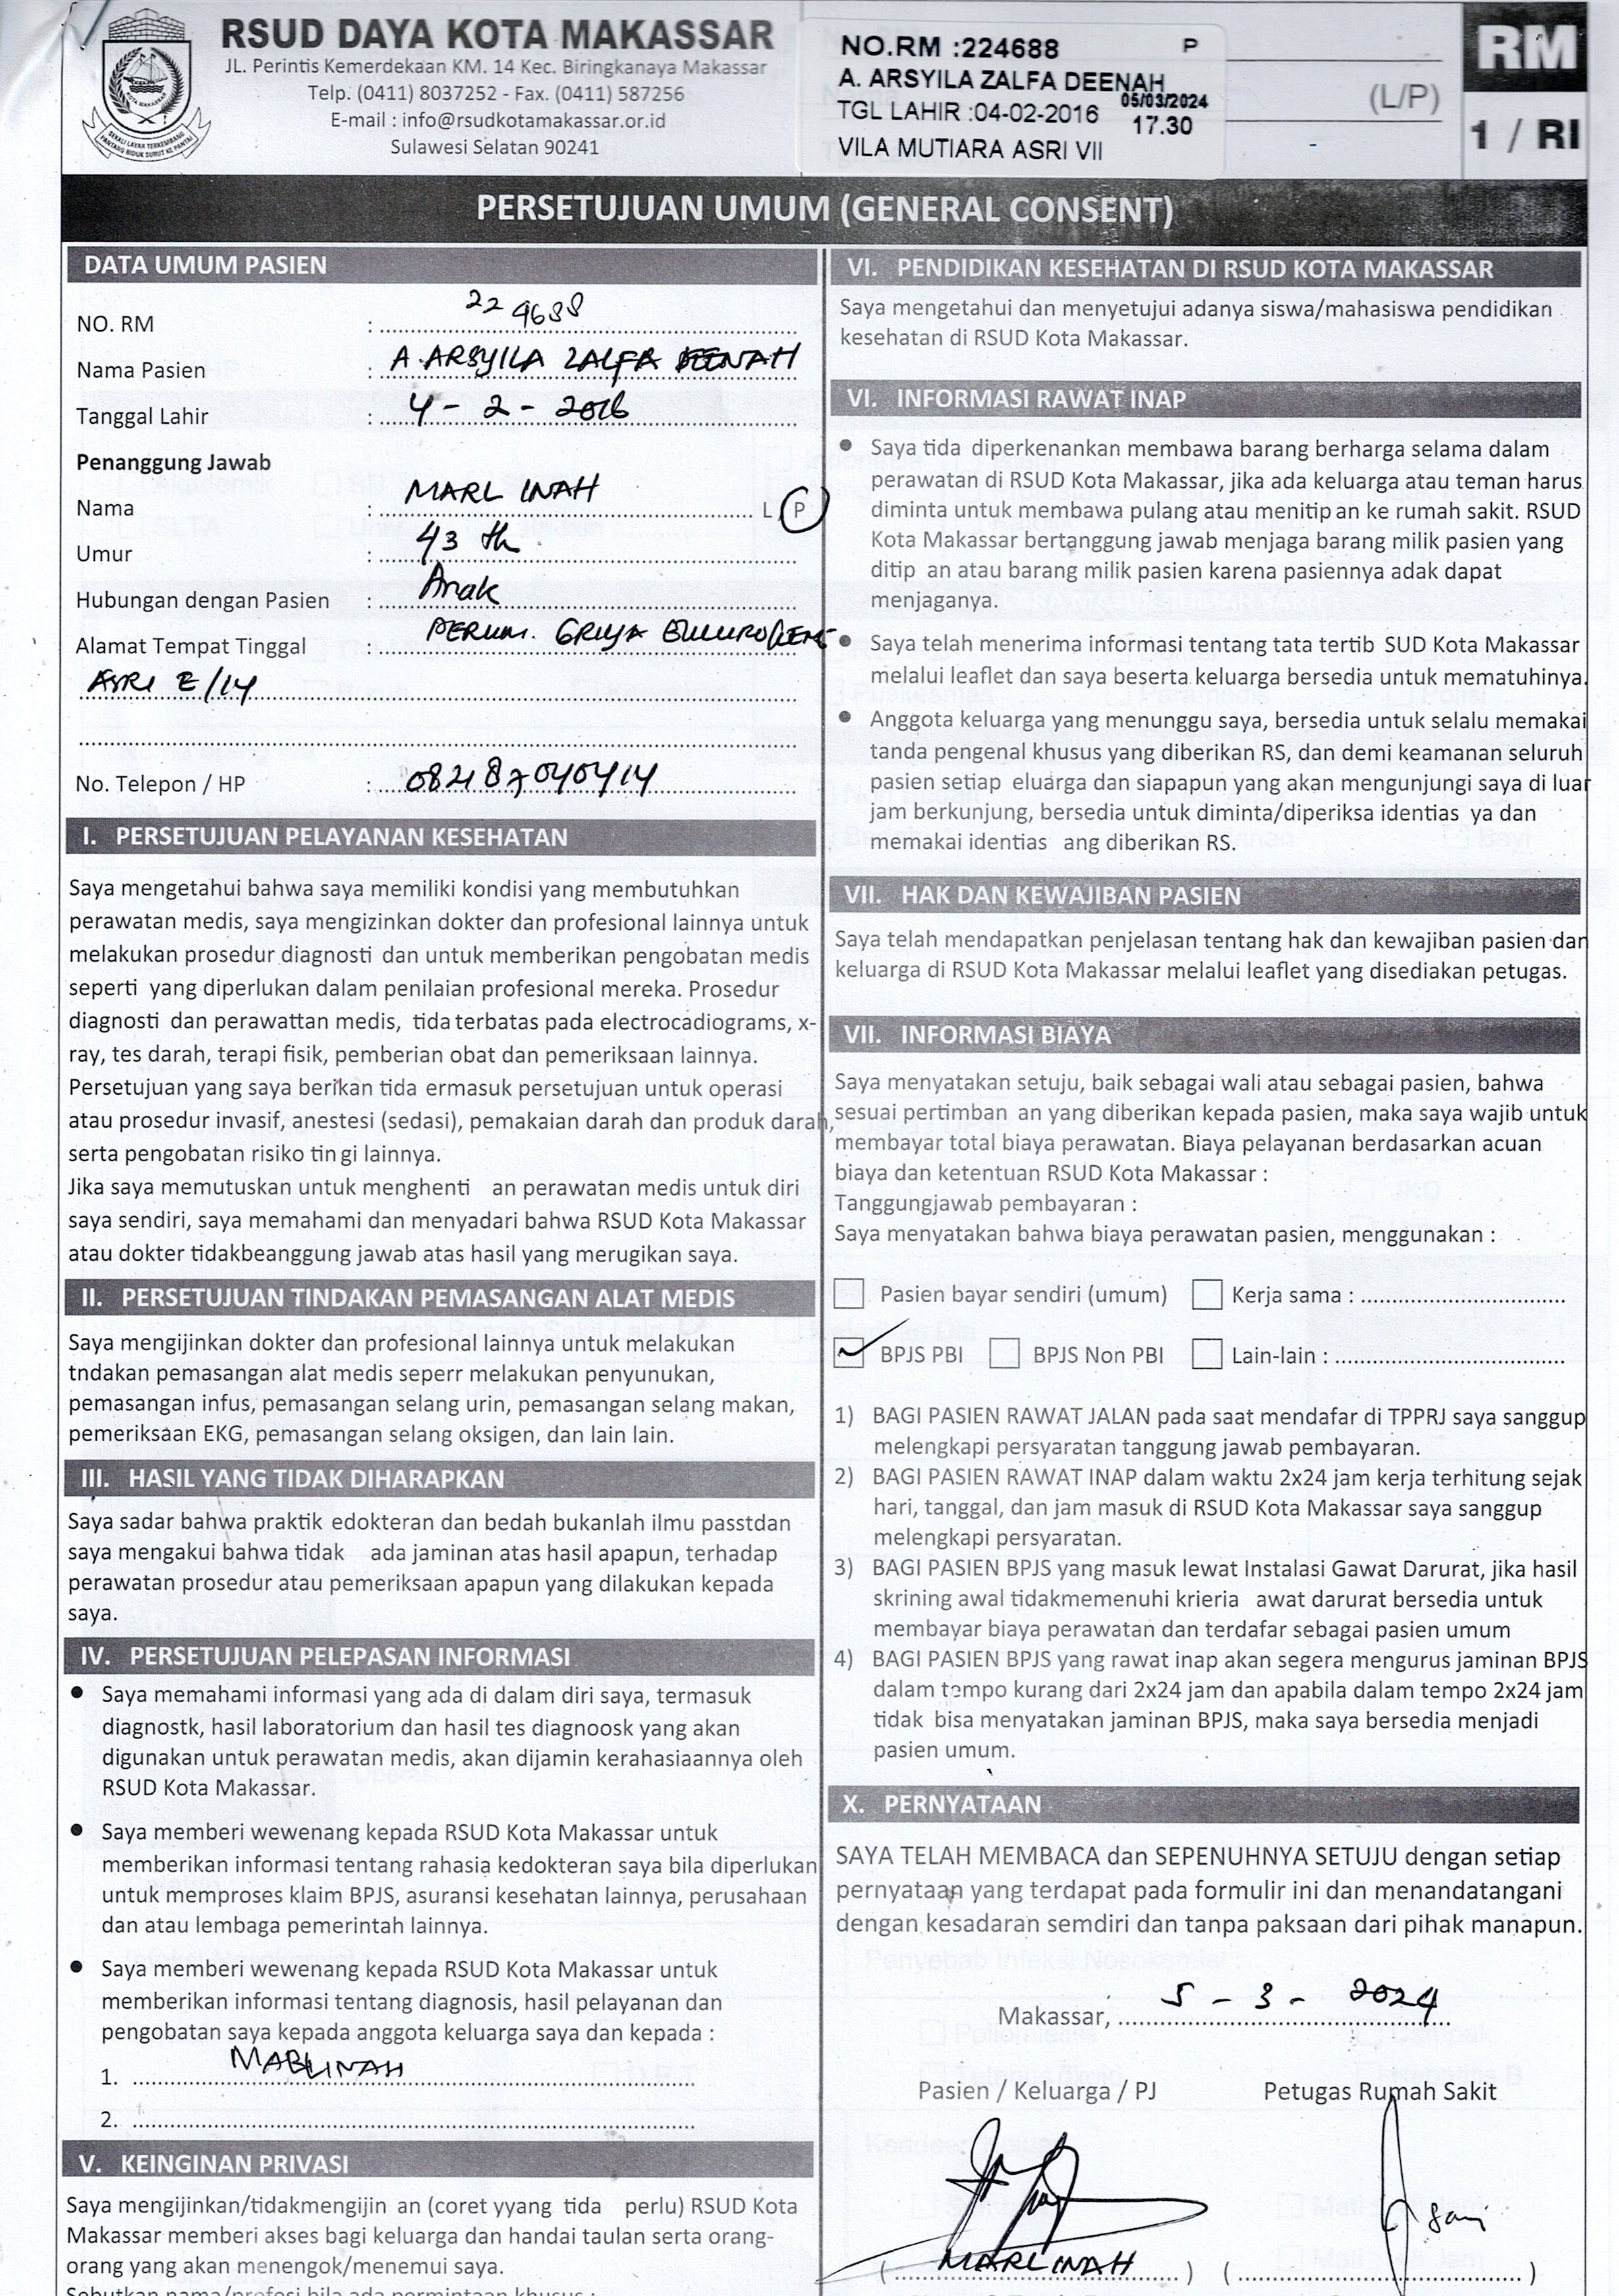 RSUD DAYA KOTA MAKASSAR
JL. Perintis Kemerdekaan KM. 14 Kec. Biringkanaya Makassar
Telp. (0411) 8037252 - Fax. (0411) 587256
E-mail : info@rsudkotamakassar.or.id
Sulawesi Selatan 90241
NO.RM :224688 P
A. ARSYILA ZALFA DEENAH
TGL LAHIR :04-02-2016 05/03/2024 17.30
VILA MUTIARA ASRI VII
(L/P)
RM
1 / RI
PERSETUJUAN UMUM (GENERAL CONSENT)
DATA UMUM PASIEN
NO. RM : 224688
Nama Pasien : A. ARSYILA ZALFA DEENAH
Tanggal Lahir : 4 - 2 - 2016
Penanggung Jawab
Nama : MARLINAH L P
Umur : 43 th
Hubungan dengan Pasien : Anak
Alamat Tempat Tinggal : PERUM. GRIYA
ASRI E/14
No. Telepon / HP : 082187040414
I. PERSETUJUAN PELAYANAN KESEHATAN
Saya mengetahui bahwa saya memiliki kondisi yang membutuhkan
perawatan medis, saya mengizinkan dokter dan profesional lainnya untuk
melakukan prosedur diagnosti dan untuk memberikan pengobatan medis
seperti yang diperlukan dalam penilaian profesional mereka. Prosedur
diagnosti dan perawattan medis, tida terbatas pada electrocadiograms, x-
ray, tes darah, terapi fisik, pemberian obat dan pemeriksaan lainnya.
Persetujuan yang saya berikan tida ermasuk persetujuan untuk operasi
atau prosedur invasif, anestesi (sedasi), pemakaian darah dan produk darah,
serta pengobatan risiko tin gi lainnya.
Jika saya memutuskan untuk menghenti an perawatan medis untuk diri
saya sendiri, saya memahami dan menyadari bahwa RSUD Kota Makassar
atau dokter tidakbeanggung jawab atas hasil yang merugikan saya.
II. PERSETUJUAN TINDAKAN PEMASANGAN ALAT MEDIS
Saya mengijinkan dokter dan profesional lainnya untuk melakukan
tndakan pemasangan alat medis seperr melakukan penyunukan,
pemasangan infus, pemasangan selang urin, pemasangan selang makan,
pemeriksaan EKG, pemasangan selang oksigen, dan lain lain.
III. HASIL YANG TIDAK DIHARAPKAN
Saya sadar bahwa praktik edokteran dan bedah bukanlah ilmu passtdan
saya mengakui bahwa tidak ada jaminan atas hasil apapun, terhadap
perawatan prosedur atau pemeriksaan apapun yang dilakukan kepada
saya.
IV. PERSETUJUAN PELEPASAN INFORMASI
● Saya memahami informasi yang ada di dalam diri saya, termasuk
diagnostk, hasil laboratorium dan hasil tes diagnoosk yang akan
digunakan untuk perawatan medis, akan dijamin kerahasiaannya oleh
RSUD Kota Makassar.
● Saya memberi wewenang kepada RSUD Kota Makassar untuk
memberikan informasi tentang rahasia kedokteran saya bila diperlukan
untuk memproses klaim BPJS, asuransi kesehatan lainnya, perusahaan
dan atau lembaga pemerintah lainnya.
● Saya memberi wewenang kepada RSUD Kota Makassar untuk
memberikan informasi tentang diagnosis, hasil pelayanan dan
pengobatan saya kepada anggota keluarga saya dan kepada :
1. MARLINAH
2.
V. KEINGINAN PRIVASI
Saya mengijinkan/tidakmengijin an (coret yyang tida perlu) RSUD Kota
Makassar memberi akses bagi keluarga dan handai taulan serta orang-
orang yang akan menengok/menemui saya.
Sebutkan nama/profesi bila ada permintaan khusus :
VI. PENDIDIKAN KESEHATAN DI RSUD KOTA MAKASSAR
Saya mengetahui dan menyetujui adanya siswa/mahasiswa pendidikan
kesehatan di RSUD Kota Makassar.
VI. INFORMASI RAWAT INAP
● Saya tida diperkenankan membawa barang berharga selama dalam
perawatan di RSUD Kota Makassar, jika ada keluarga atau teman harus
diminta untuk membawa pulang atau menitip an ke rumah sakit. RSUD
Kota Makassar bertanggung jawab menjaga barang milik pasien yang
ditip an atau barang milik pasien karena pasiennya adak dapat
menjaganya.
● Saya telah menerima informasi tentang tata tertib SUD Kota Makassar
melalui leaflet dan saya beserta keluarga bersedia untuk mematuhinya.
● Anggota keluarga yang menunggu saya, bersedia untuk selalu memakai
tanda pengenal khusus yang diberikan RS, dan demi keamanan seluruh
pasien setiap eluarga dan siapapun yang akan mengunjungi saya di luar
jam berkunjung, bersedia untuk diminta/diperiksa identias ya dan
memakai identias ang diberikan RS.
VII. HAK DAN KEWAJIBAN PASIEN
Saya telah mendapatkan penjelasan tentang hak dan kewajiban pasien dan
keluarga di RSUD Kota Makassar melalui leaflet yang disediakan petugas.
VII. INFORMASI BIAYA
Saya menyatakan setuju, baik sebagai wali atau sebagai pasien, bahwa
sesuai pertimban an yang diberikan kepada pasien, maka saya wajib untuk
membayar total biaya perawatan. Biaya pelayanan berdasarkan acuan
biaya dan ketentuan RSUD Kota Makassar :
Tanggungjawab pembayaran :
Saya menyatakan bahwa biaya perawatan pasien, menggunakan :
Pasien bayar sendiri (umum) Kerja sama :
BPJS PBI BPJS Non PBI Lain-lain :
1) BAGI PASIEN RAWAT JALAN pada saat mendafar di TPPRJ saya sanggup
melengkapi persyaratan tanggung jawab pembayaran.
2) BAGI PASIEN RAWAT INAP dalam waktu 2x24 jam kerja terhitung sejak
hari, tanggal, dan jam masuk di RSUD Kota Makassar saya sanggup
melengkapi persyaratan.
3) BAGI PASIEN BPJS yang masuk lewat Instalasi Gawat Darurat, jika hasil
skrining awal tidakmemenuhi krieria awat darurat bersedia untuk
membayar biaya perawatan dan terdafar sebagai pasien umum
4) BAGI PASIEN BPJS yang rawat inap akan segera mengurus jaminan BPJS
dalam tempo kurang dari 2x24 jam dan apabila dalam tempo 2x24 jam
tidak bisa menyatakan jaminan BPJS, maka saya bersedia menjadi
pasien umum.
X. PERNYATAAN
SAYA TELAH MEMBACA dan SEPENUHNYA SETUJU dengan setiap
pernyataan yang terdapat pada formulir ini dan menandatangani
dengan kesadaran semdiri dan tanpa paksaan dari pihak manapun.
Makassar, 5 - 3 - 2024
Pasien / Keluarga / PJ Petugas Rumah Sakit
( MARLINAH ) ( )